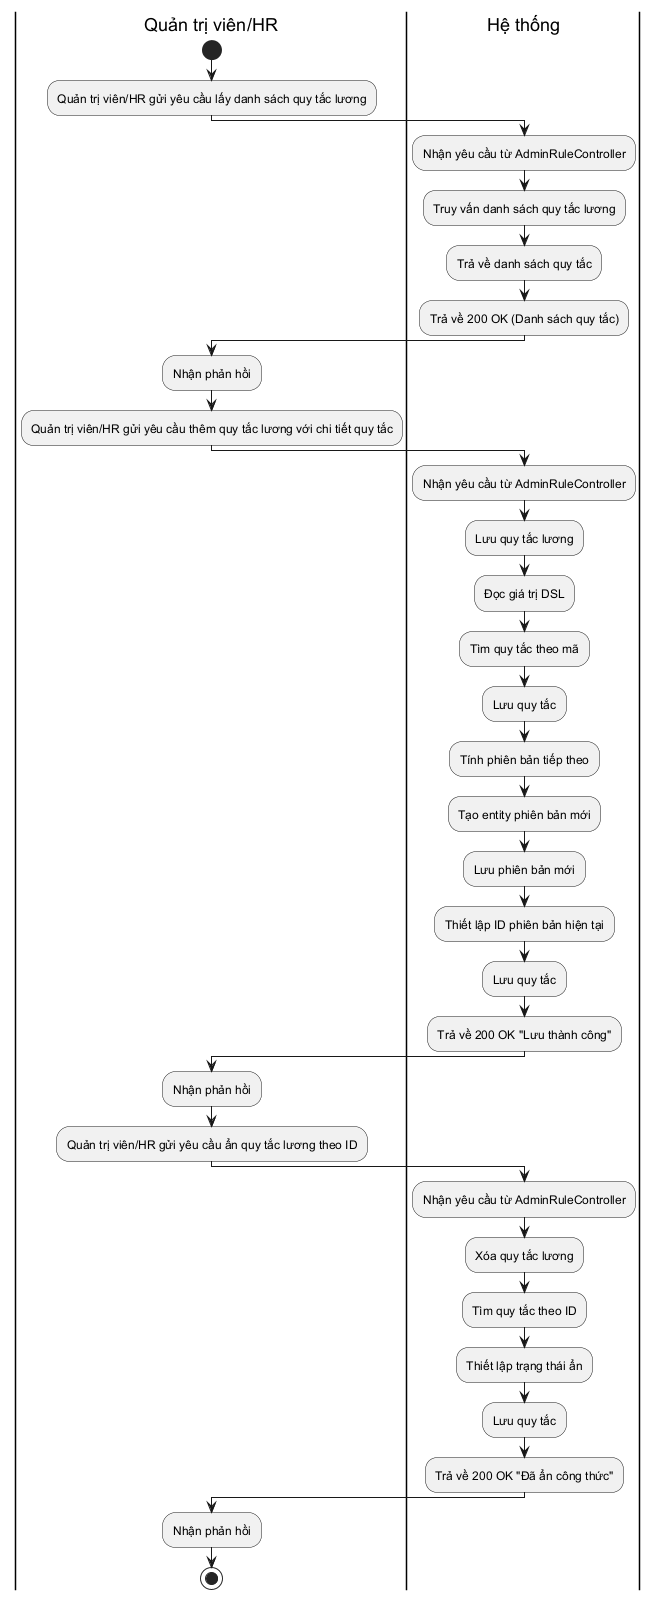 Quản trị viên/HR
Hệ thống
Quản trị viên/HR gửi yêu cầu lấy danh sách quy tắc lương
Nhận yêu cầu từ AdminRuleController
Truy vấn danh sách quy tắc lương
Trả về danh sách quy tắc
Trả về 200 OK (Danh sách quy tắc)
Nhận phản hồi
Quản trị viên/HR gửi yêu cầu thêm quy tắc lương với chi tiết quy tắc
Nhận yêu cầu từ AdminRuleController
Lưu quy tắc lương
Đọc giá trị DSL
Tìm quy tắc theo mã
Lưu quy tắc
Tính phiên bản tiếp theo
Tạo entity phiên bản mới
Lưu phiên bản mới
Thiết lập ID phiên bản hiện tại
Lưu quy tắc
Trả về 200 OK "Lưu thành công"
Nhận phản hồi
Quản trị viên/HR gửi yêu cầu ẩn quy tắc lương theo ID
Nhận yêu cầu từ AdminRuleController
Xóa quy tắc lương
Tìm quy tắc theo ID
Thiết lập trạng thái ẩn
Lưu quy tắc
Trả về 200 OK "Đã ẩn công thức"
Nhận phản hồi